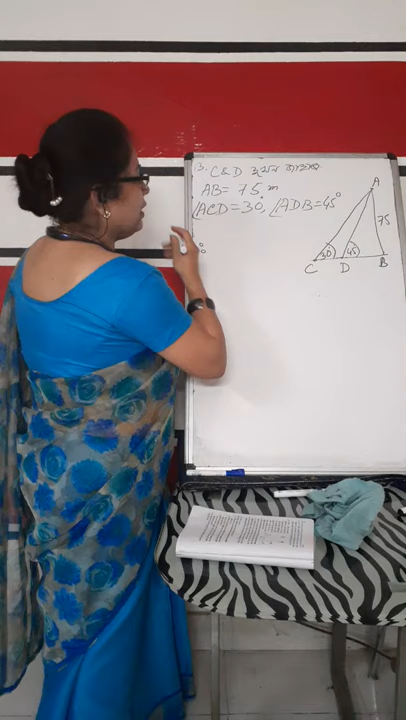 3. C & D
AB = 75 m
∠ACD = 30°, ∠ADB = 45°
A
75
30° 45°
C D B